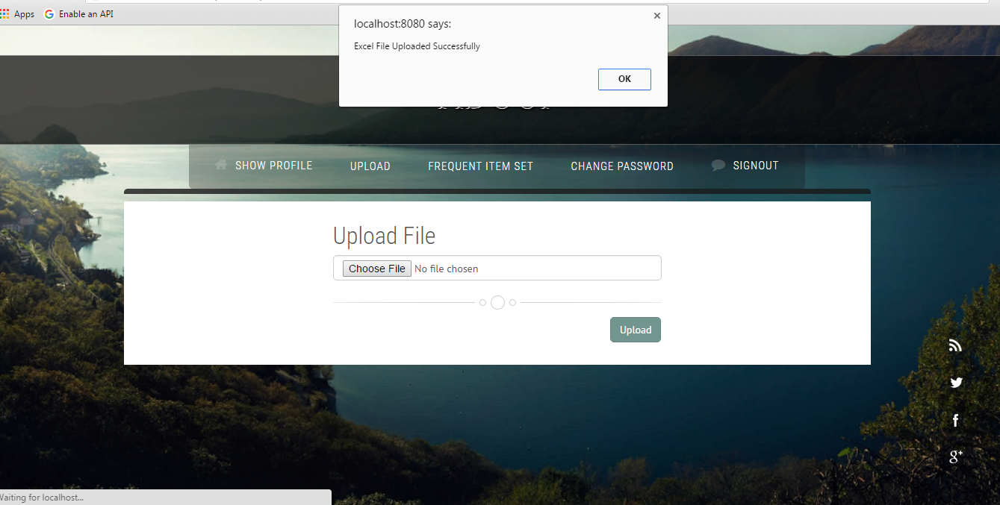 Apps Enable an API
localhost:8080 says:
Excel File Uploaded Successfully
OK
SHOW PROFILE UPLOAD FREQUENT ITEM SET CHANGE PASSWORD SIGNOUT
Upload File
Choose File No file chosen
Upload
Waiting for localhost...